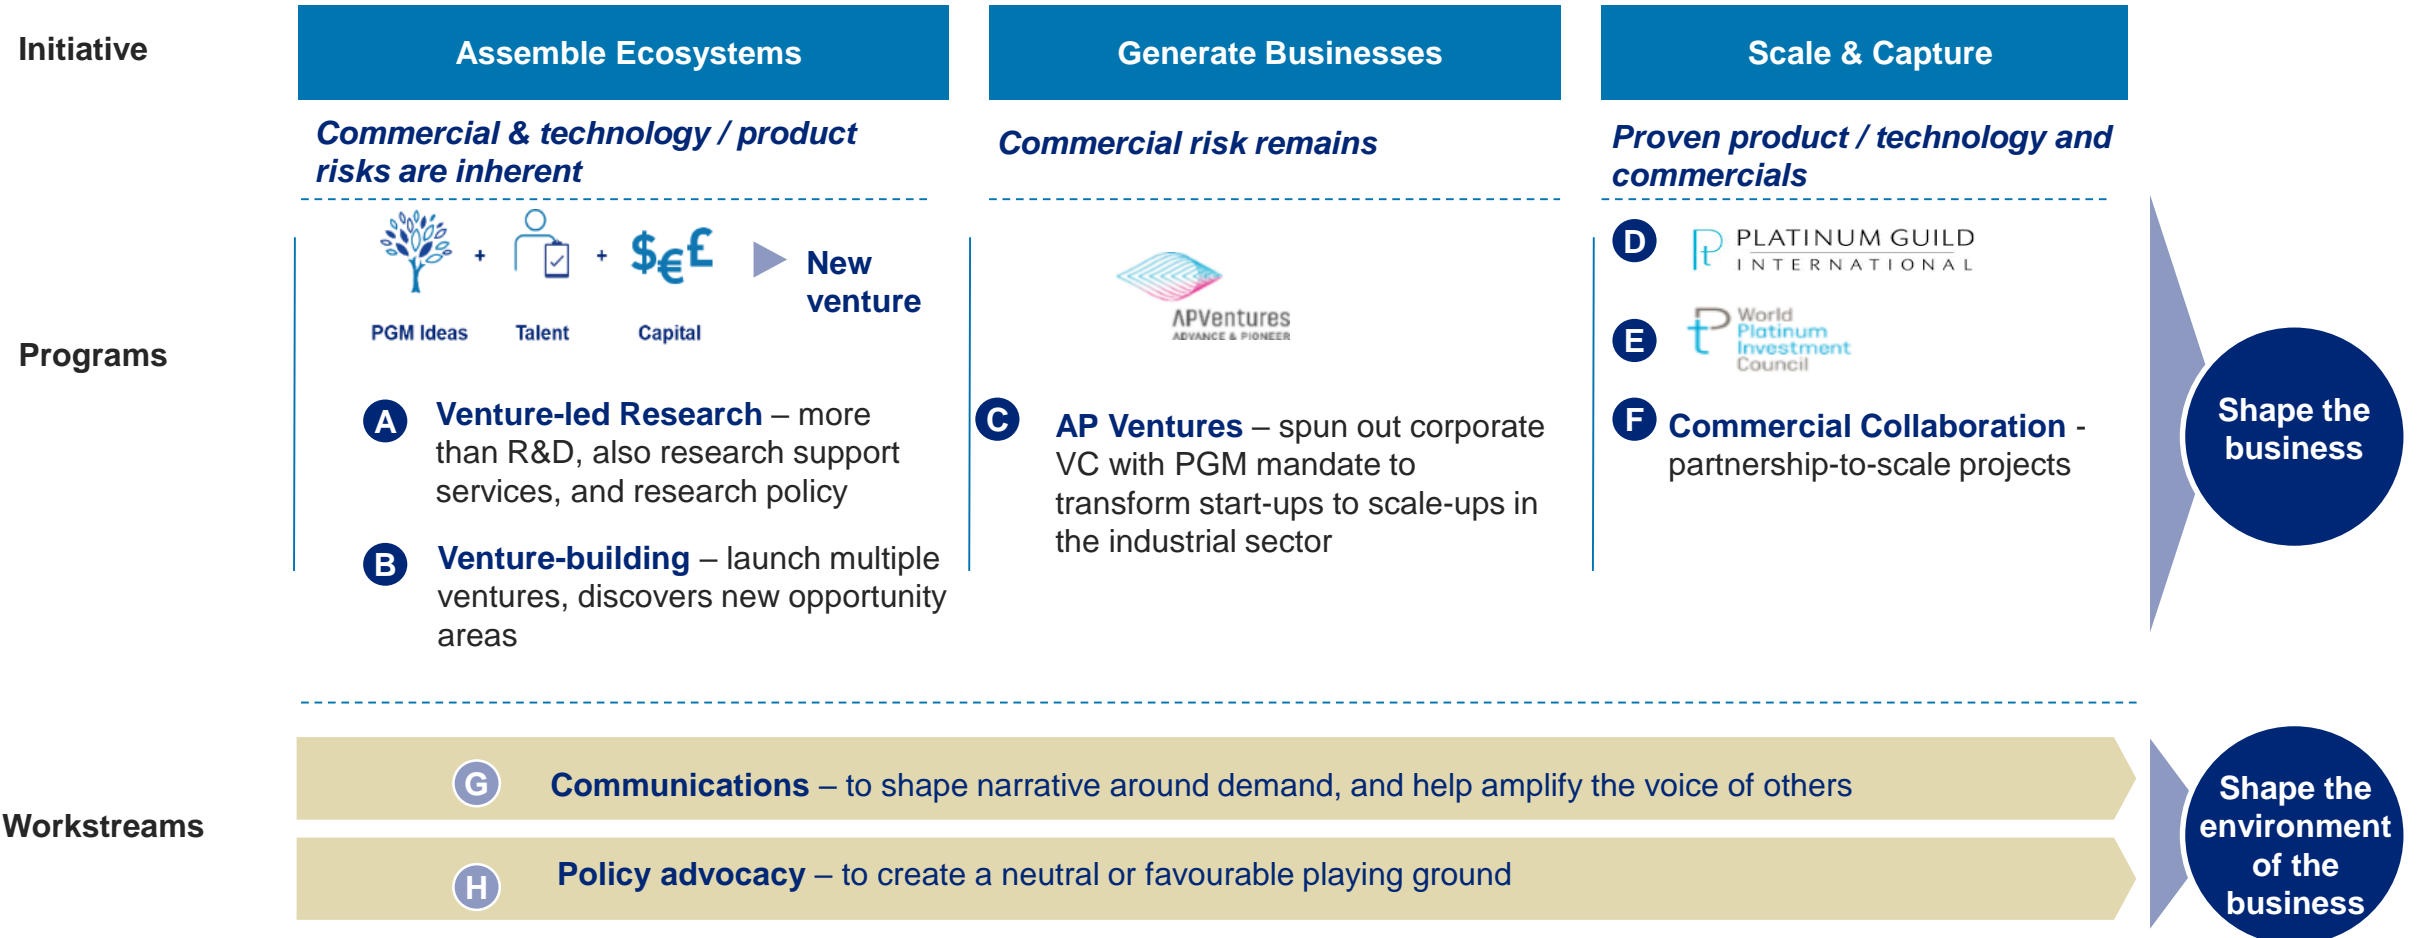 Initiative
Assemble Ecosystems
Generate Businesses
Scale & Capture
Commercial & technology / product
risks are inherent
Commercial risk remains
Proven product / technology and
commercials
Programs
+
+
$€£
New
venture
PGM Ideas
Talent
Capital
A
Venture-led Research – more
than R&D, also research support
services, and research policy
B
Venture-building – launch multiple
ventures, discovers new opportunity
areas
APVentures
ADVANCE & PIONEER
C
AP Ventures – spun out corporate
VC with PGM mandate to
transform start-ups to scale-ups in
the industrial sector
D
Pt
PLATINUM GUILD
INTERNATIONAL
E
Pt
World
Platinum
Investment
Council
F
Commercial Collaboration -
partnership-to-scale projects
Shape the
business
Workstreams
G
Communications – to shape narrative around demand, and help amplify the voice of others
H
Policy advocacy – to create a neutral or favourable playing ground
Shape the
environment
of the
business